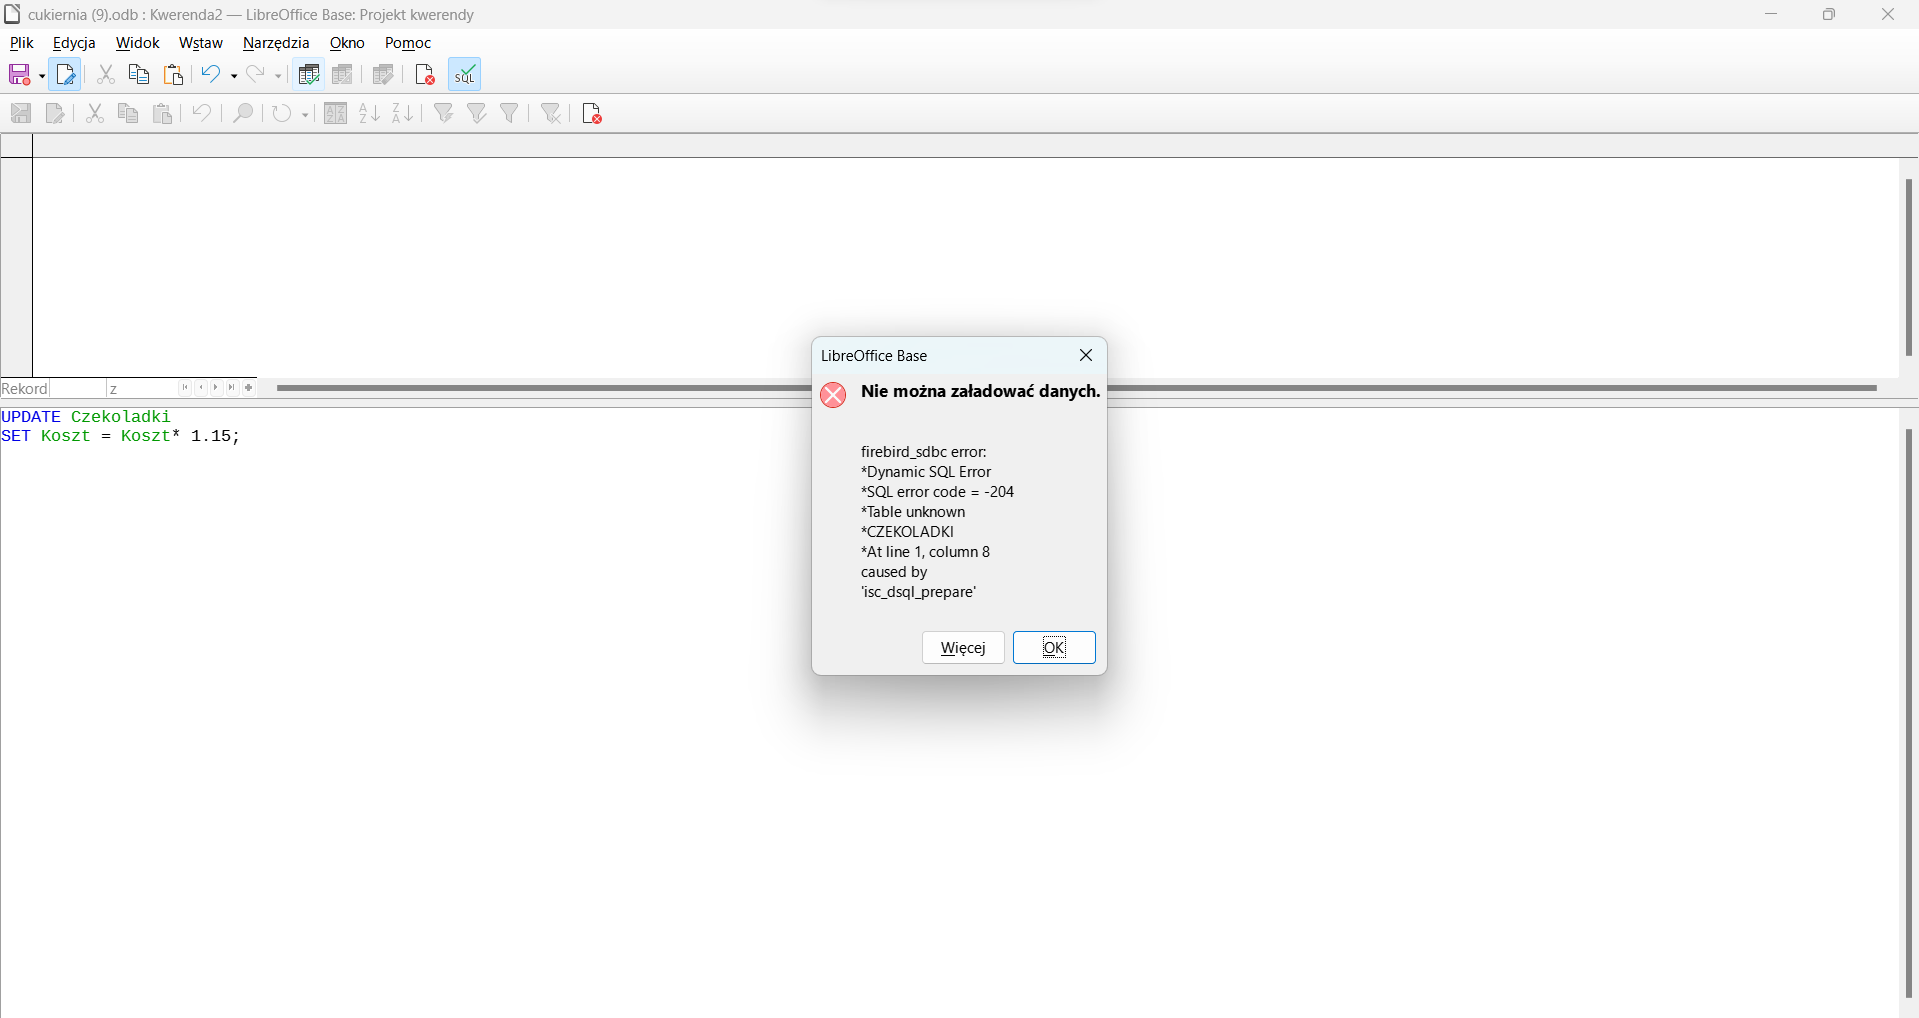 cukiernia (9).odb : Kwerenda2 — LibreOffice Base: Projekt kwerendy
Plik Edycja Widok Wstaw Narzędzia Okno Pomoc
SQL
A Z A Z
Z A Z A
Rekord z
UPDATE Czekoladki
SET Koszt = Koszt* 1.15;
LibreOffice Base
Nie można załadować danych.
firebird_sdbc error:
*Dynamic SQL Error
*SQL error code = -204
*Table unknown
*CZEKOLADKI
*At line 1, column 8
caused by
'isc_dsql_prepare'
Więcej OK